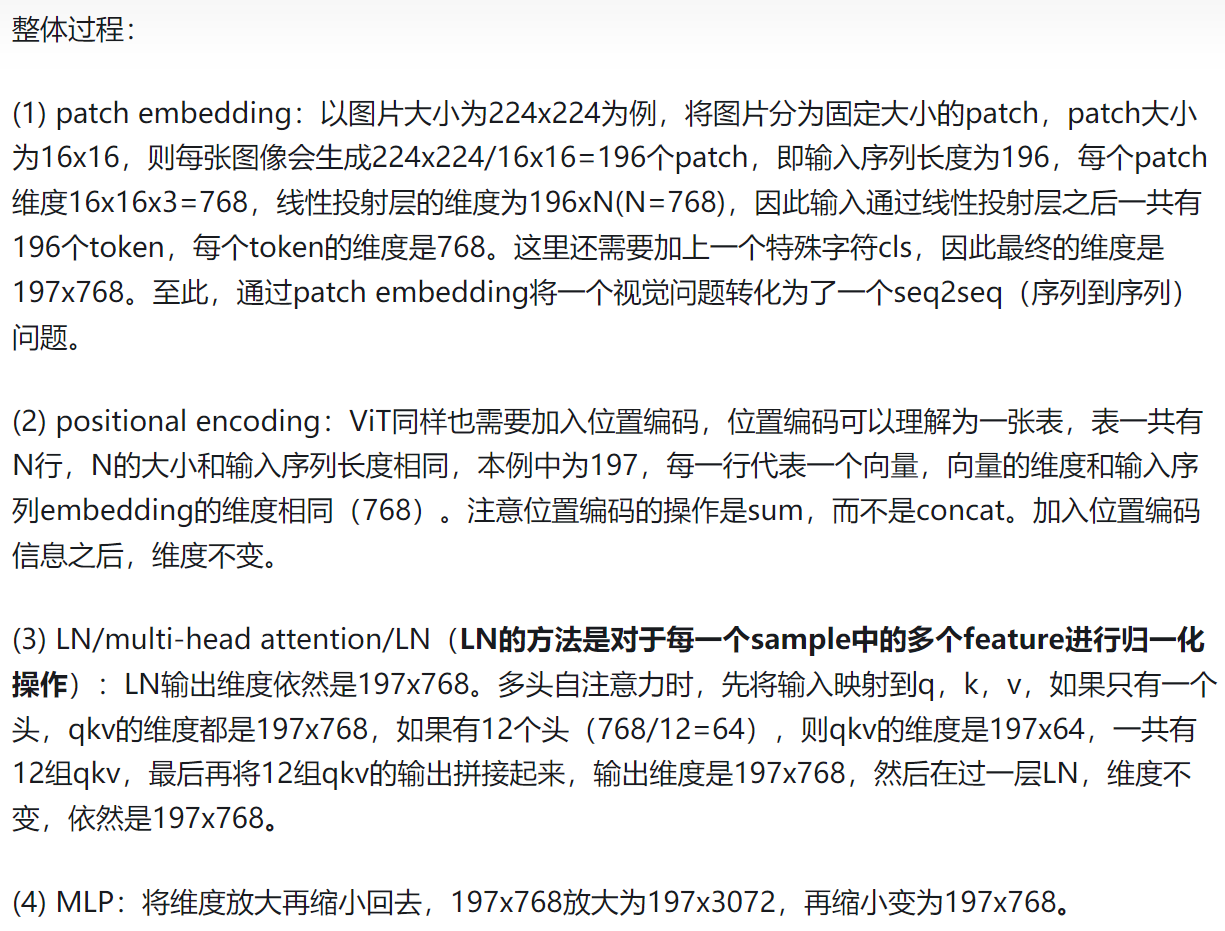 整体过程：
(1) patch embedding：以图片大小为224x224为例，将图片分为固定大小的patch，patch大小
为16x16，则每张图像会生成224x224/16x16=196个patch，即输入序列长度为196，每个patch
维度16x16x3=768，线性投射层的维度为196xN(N=768)，因此输入通过线性投射层之后一共有
196个token，每个token的维度是768。这里还需要加上一个特殊字符cls，因此最终的维度是
197x768。至此，通过patch embedding将一个视觉问题转化为了一个seq2seq（序列到序列）
问题。
(2) positional encoding：ViT同样也需要加入位置编码，位置编码可以理解为一张表，表一共有
N行，N的大小和输入序列长度相同，本例中为197，每一行代表一个向量，向量的维度和输入序
列embedding的维度相同（768）。注意位置编码的操作是sum，而不是concat。加入位置编码
信息之后，维度不变。
(3) LN/multi-head attention/LN（LN的方法是对于每一个sample中的多个feature进行归一化
操作）：LN输出维度依然是197x768。多头自注意力时，先将输入映射到q，k，v，如果只有一个
头，qkv的维度都是197x768，如果有12个头（768/12=64），则qkv的维度是197x64，一共有
12组qkv，最后再将12组qkv的输出拼接起来，输出维度是197x768，然后在过一层LN，维度不
变，依然是197x768。
(4) MLP：将维度放大再缩小回去，197x768放大为197x3072，再缩小变为197x768。